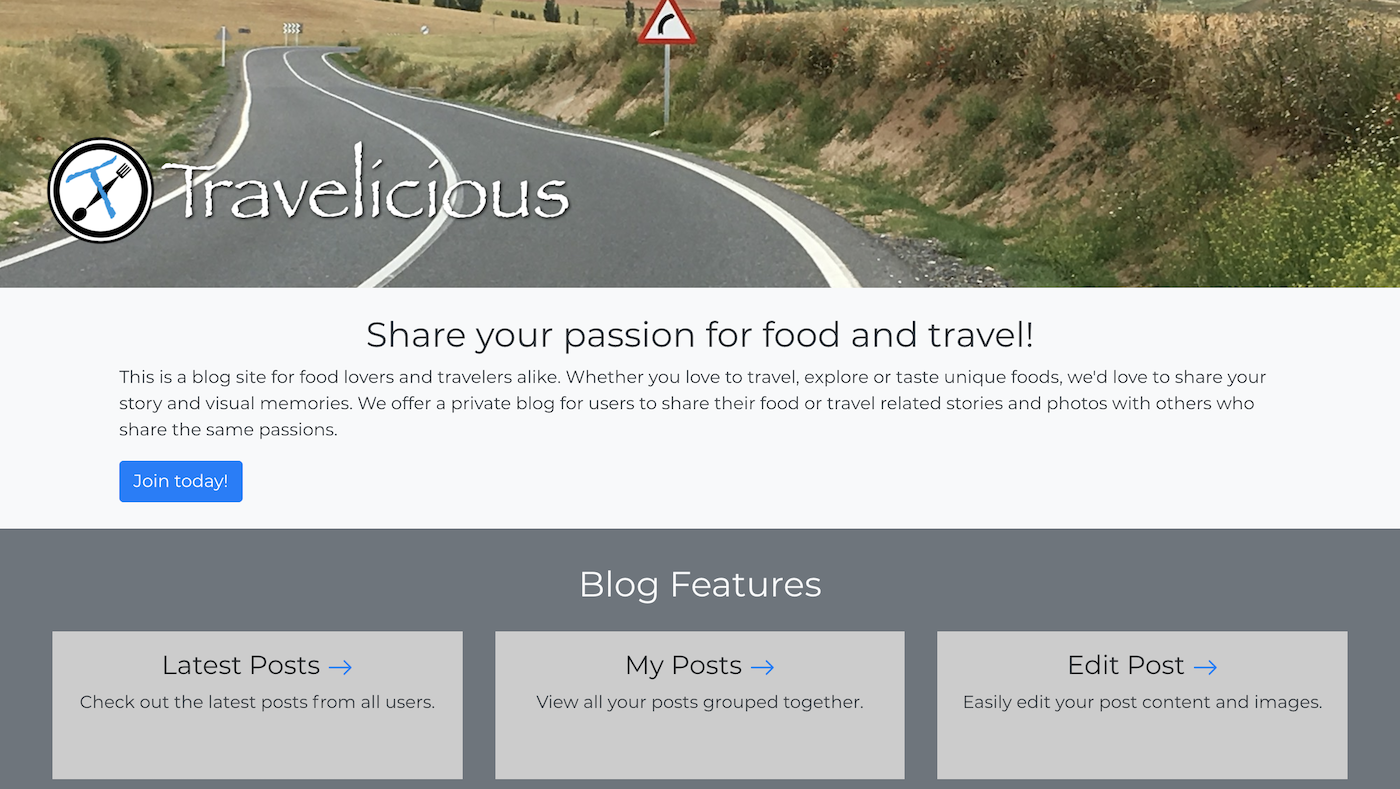 Travelicious
Share your passion for food and travel!
This is a blog site for food lovers and travelers alike. Whether you love to travel, explore or taste unique foods, we'd love to share your
story and visual memories. We offer a private blog for users to share their food or travel related stories and photos with others who
share the same passions.
Join today!
Blog Features
Latest Posts →
Check out the latest posts from all users.
My Posts →
View all your posts grouped together.
Edit Post →
Easily edit your post content and images.